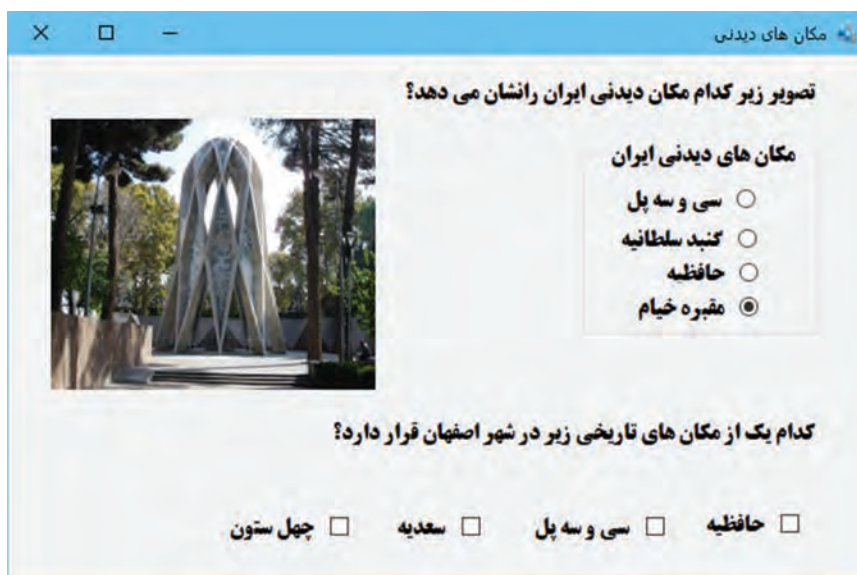 مکان های دیدنی
تصویر زیر کدام مکان دیدنی ایران رانشان می دهد؟
مکان های دیدنی ایران
سی و سه پل
گنبد سلطانیه
حافظیه
مقبره خیام
کدام یک از مکان های تاریخی زیر در شهر اصفهان قرار دارد؟
حافظیه سی و سه پل سعدیه چهل ستون